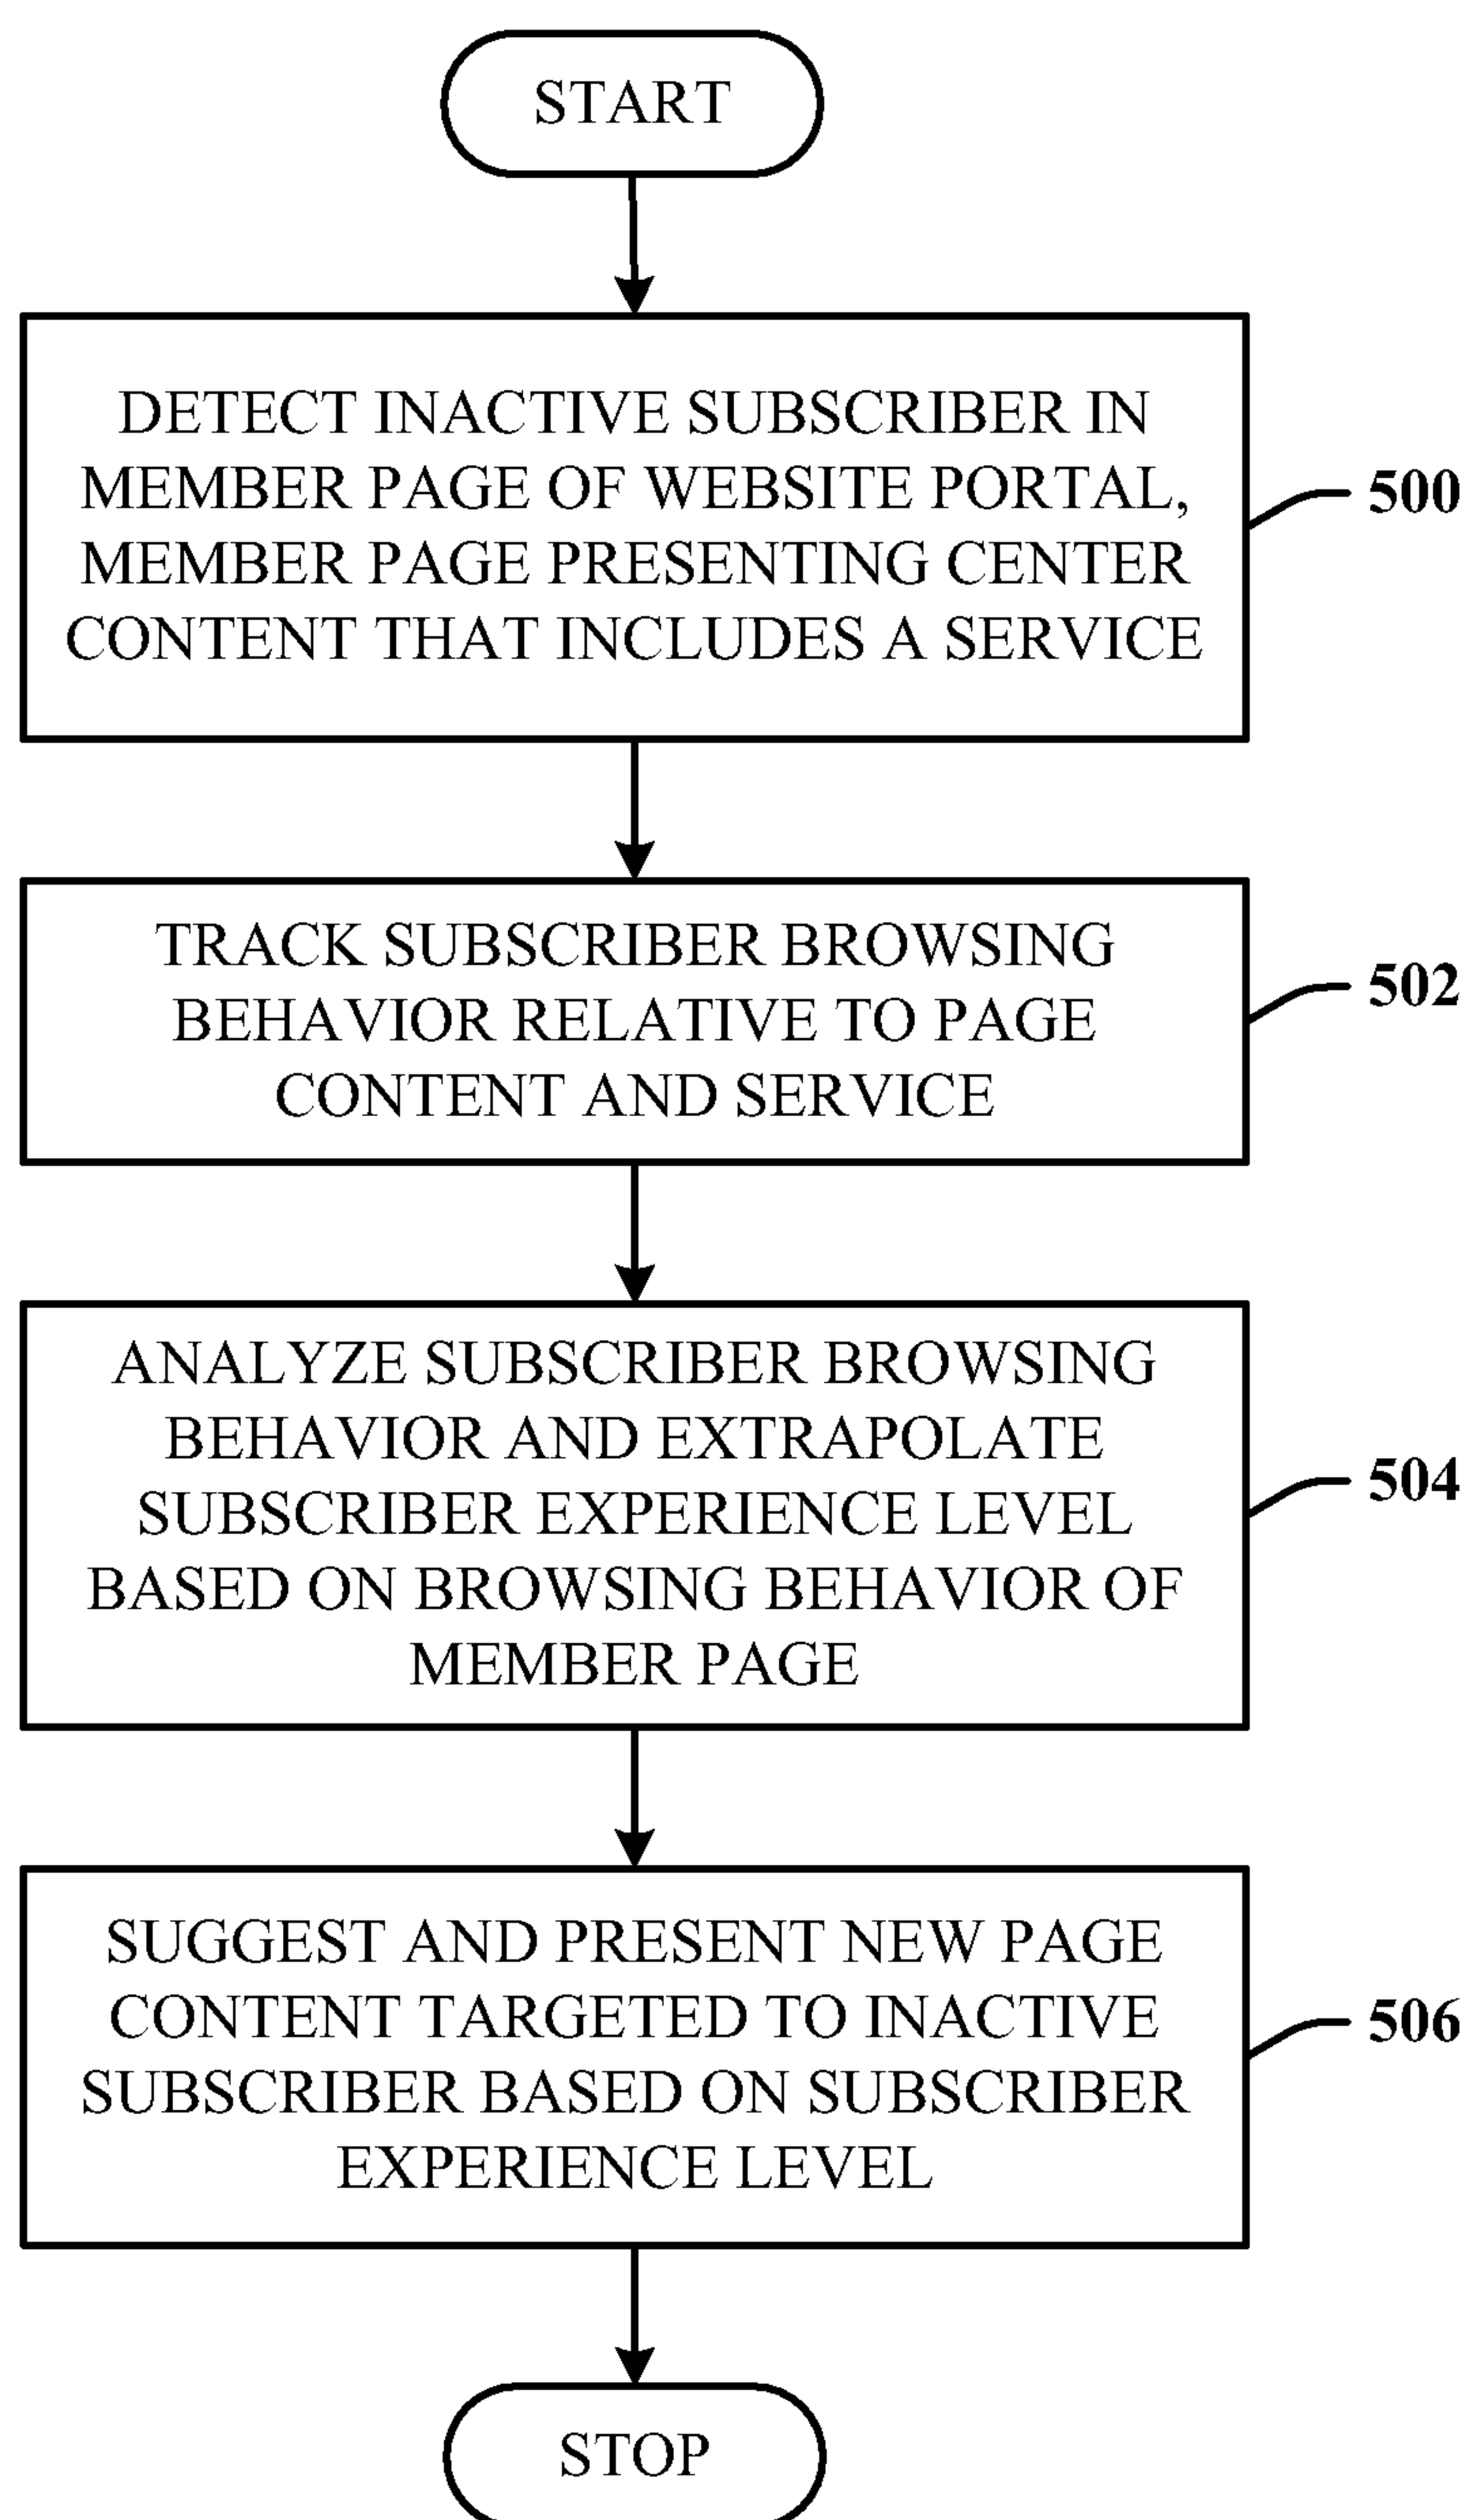 START
DETECT INACTIVE SUBSCRIBER IN
MEMBER PAGE OF WEBSITE PORTAL,
MEMBER PAGE PRESENTING CENTER
CONTENT THAT INCLUDES A SERVICE
500
TRACK SUBSCRIBER BROWSING
BEHAVIOR RELATIVE TO PAGE
CONTENT AND SERVICE
502
ANALYZE SUBSCRIBER BROWSING
BEHAVIOR AND EXTRAPOLATE
SUBSCRIBER EXPERIENCE LEVEL
BASED ON BROWSING BEHAVIOR OF
MEMBER PAGE
504
SUGGEST AND PRESENT NEW PAGE
CONTENT TARGETED TO INACTIVE
SUBSCRIBER BASED ON SUBSCRIBER
EXPERIENCE LEVEL
506
STOP